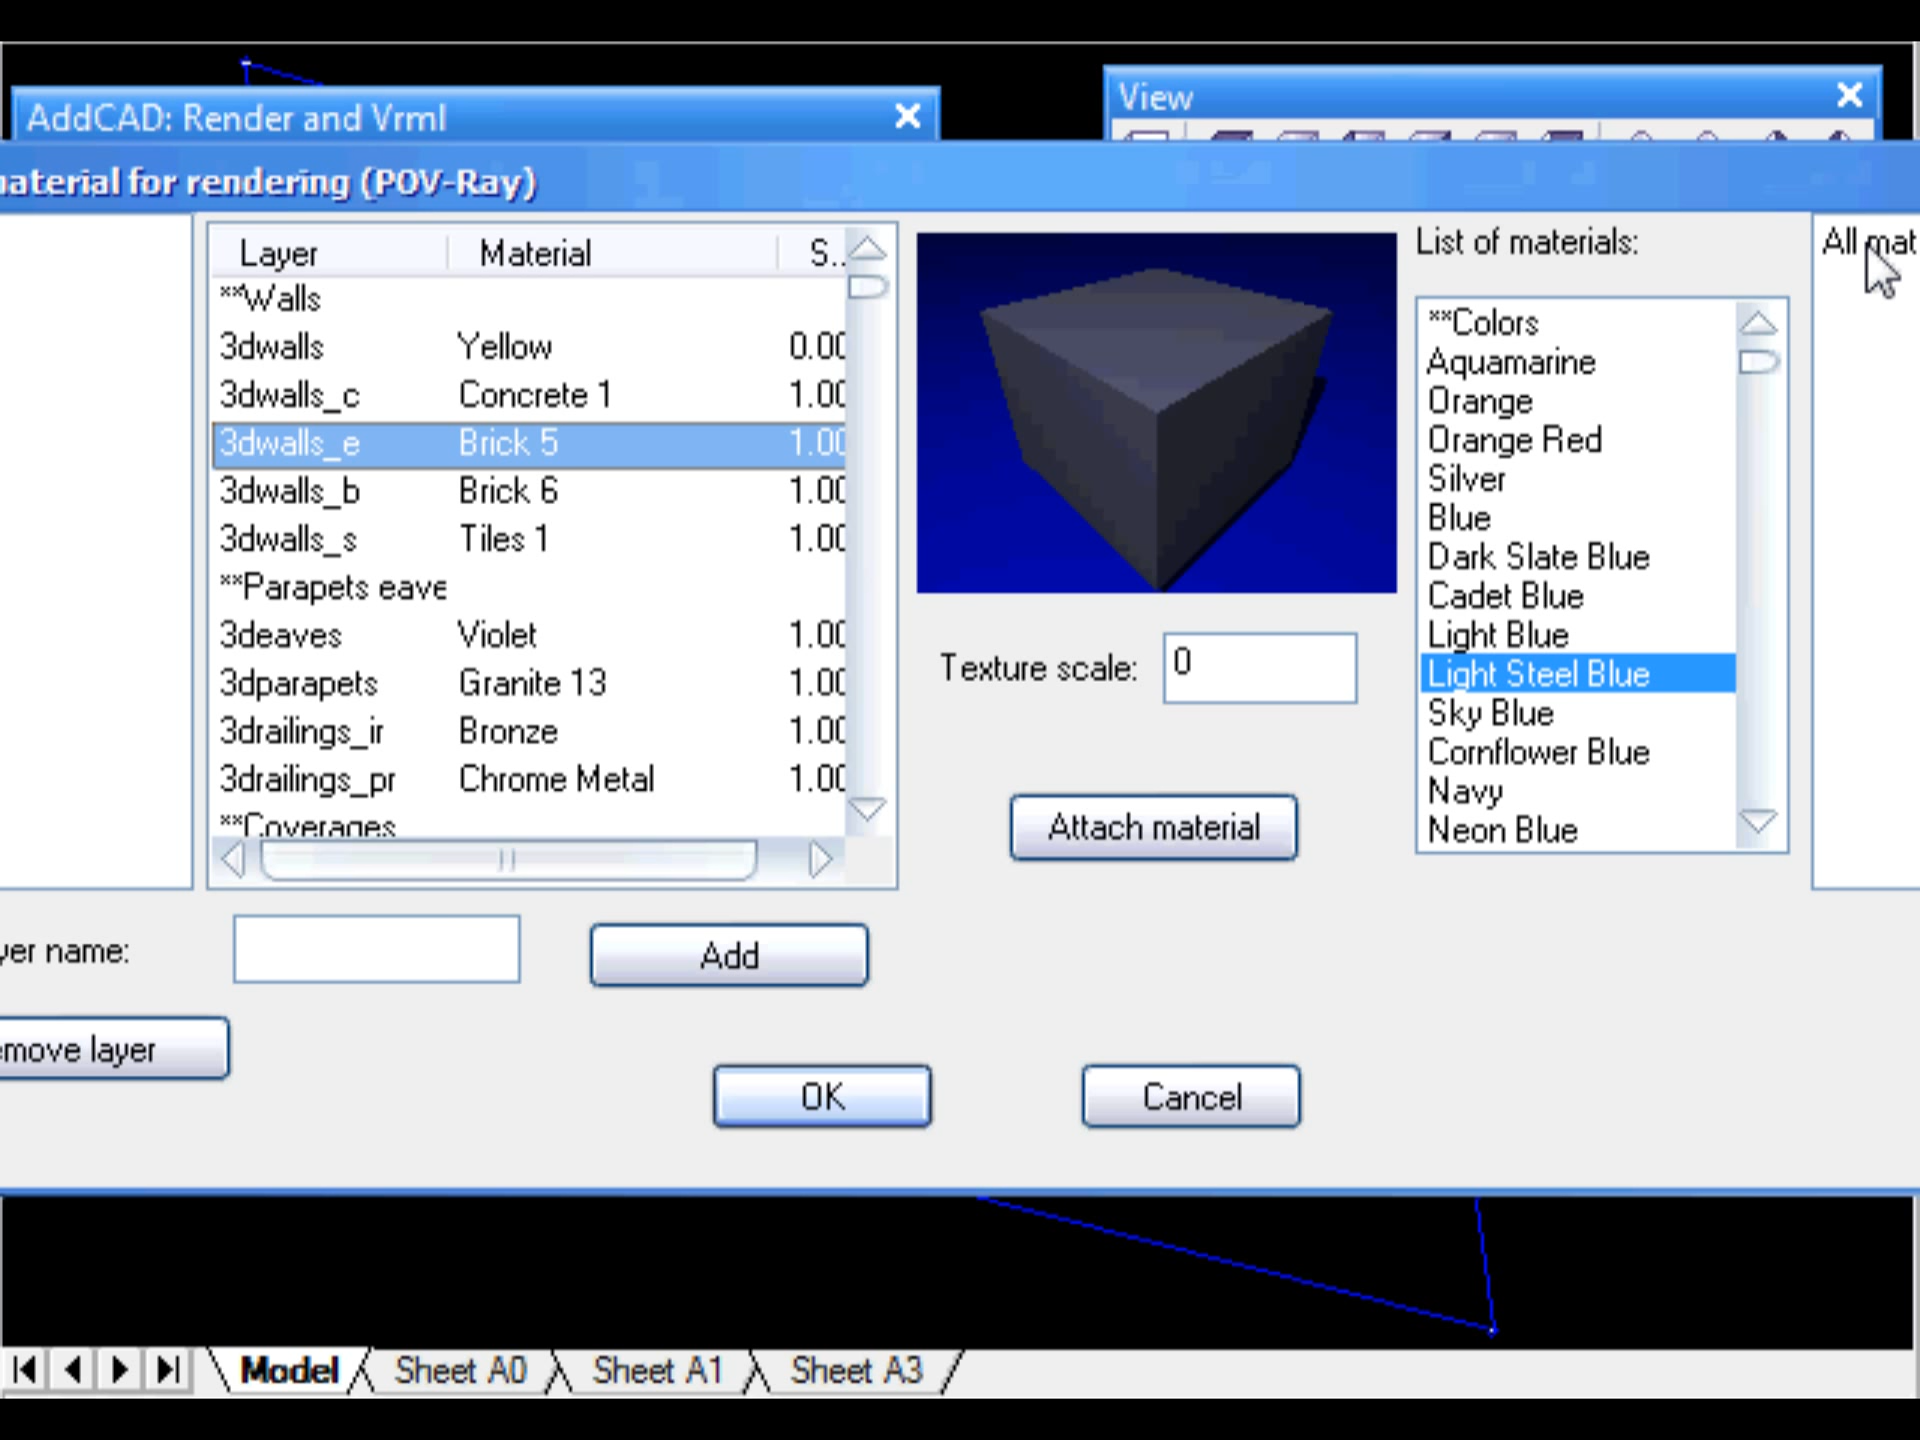 AddCAD: Render and Vrml
View
aterial for rendering (POV-Ray)
Layer Material S..
**Walls
3dwalls Yellow 0.00
3dwalls_c Concrete 1 1.00
3dwalls_e Brick 5 1.00
3dwalls_b Brick 6 1.00
3dwalls_s Tiles 1 1.00
**Parapets eave
3deaves Violet 1.00
3dparapets Granite 13 1.00
3drailings_ir Bronze 1.00
3drailings_pr Chrome Metal 1.00
**Coverages
Texture scale: 0
Attach material
List of materials:
**Colors
Aquamarine
Orange
Orange Red
Silver
Blue
Dark Slate Blue
Cadet Blue
Light Blue
Light Steel Blue
Sky Blue
Cornflower Blue
Navy
Neon Blue
All mat
yer name:
Add
emove layer
OK
Cancel
Model Sheet A0 Sheet A1 Sheet A3